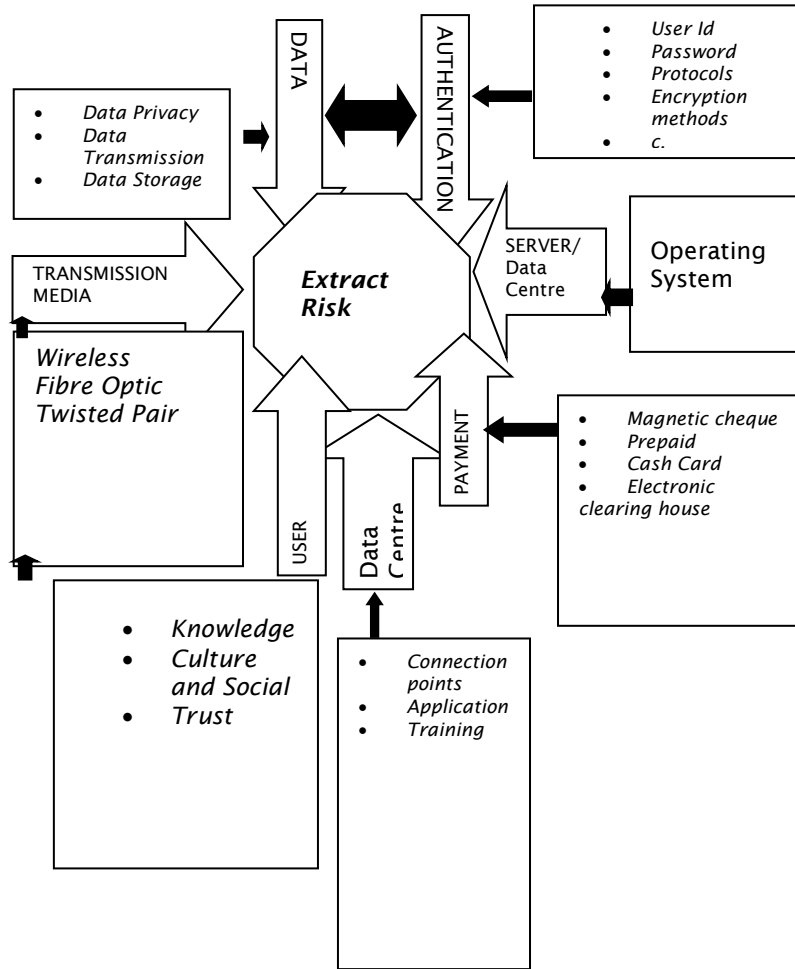 DATA
AUTHENTICATION
• User Id
• Password
• Protocols
• Encryption
methods
• c.
• Data Privacy
• Data
Transmission
• Data Storage
TRANSMISSION
MEDIA
Extract
Risk
SERVER/
Data
Centre
Operating
System
Wireless
Fibre Optic
Twisted Pair
USER
Data
Centre
PAYMENT
• Magnetic cheque
• Prepaid
• Cash Card
• Electronic
clearing house
• Knowledge
• Culture
and Social
• Trust
• Connection
points
• Application
• Training